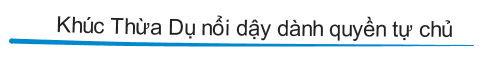 Khúc Thừa Dụ nổi dậy dành quyền tự chủ